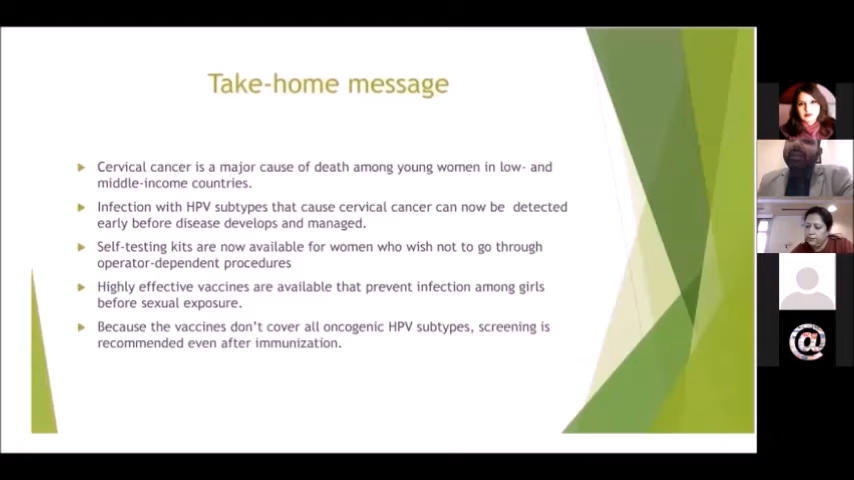 Take-home message
Cervical cancer is a major cause of death among young women in low- and
middle-income countries.
Infection with HPV subtypes that cause cervical cancer can now be detected
early before disease develops and managed.
Self-testing kits are now available for women who wish not to go through
operator-dependent procedures
Highly effective vaccines are available that prevent infection among girls
before sexual exposure.
Because the vaccines don't cover all oncogenic HPV subtypes, screening is
recommended even after immunization.
@